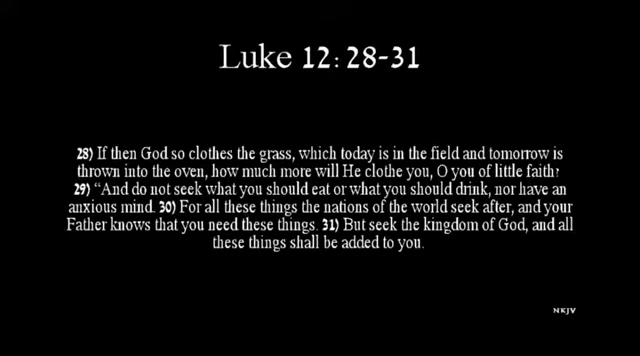 Luke 12: 28-31
28) If then God so clothes the grass, which today is in the field and tomorrow is
thrown into the oven, how much more will He clothe you, O you of little faith?
29) “And do not seek what you should eat or what you should drink, nor have an
anxious mind. 30) For all these things the nations of the world seek after, and your
Father knows that you need these things. 31) But seek the kingdom of God, and all
these things shall be added to you.
NKJV